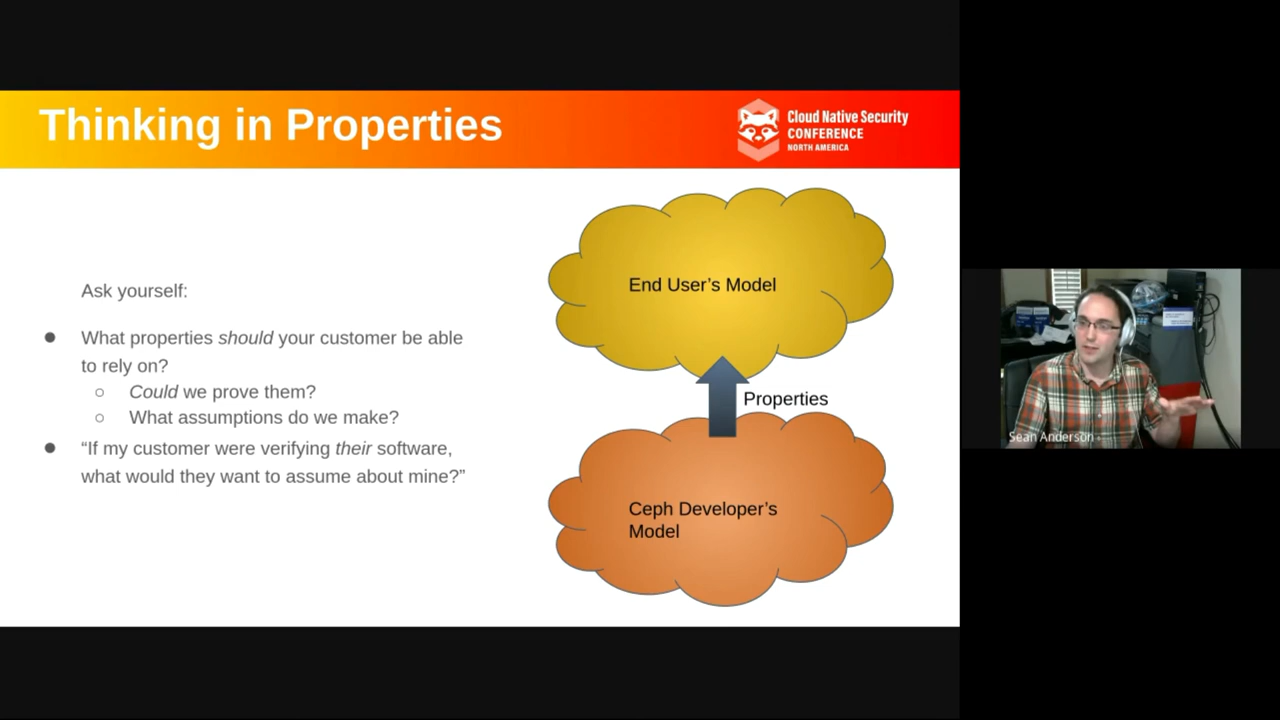 Thinking in Properties
Cloud Native Security
CONFERENCE
NORTH AMERICA
Ask yourself:
● What properties should your customer be able
to rely on?
○ Could we prove them?
○ What assumptions do we make?
● “If my customer were verifying their software,
what would they want to assume about mine?”
End User’s Model
Properties
Ceph Developer’s
Model
Sean Anderson